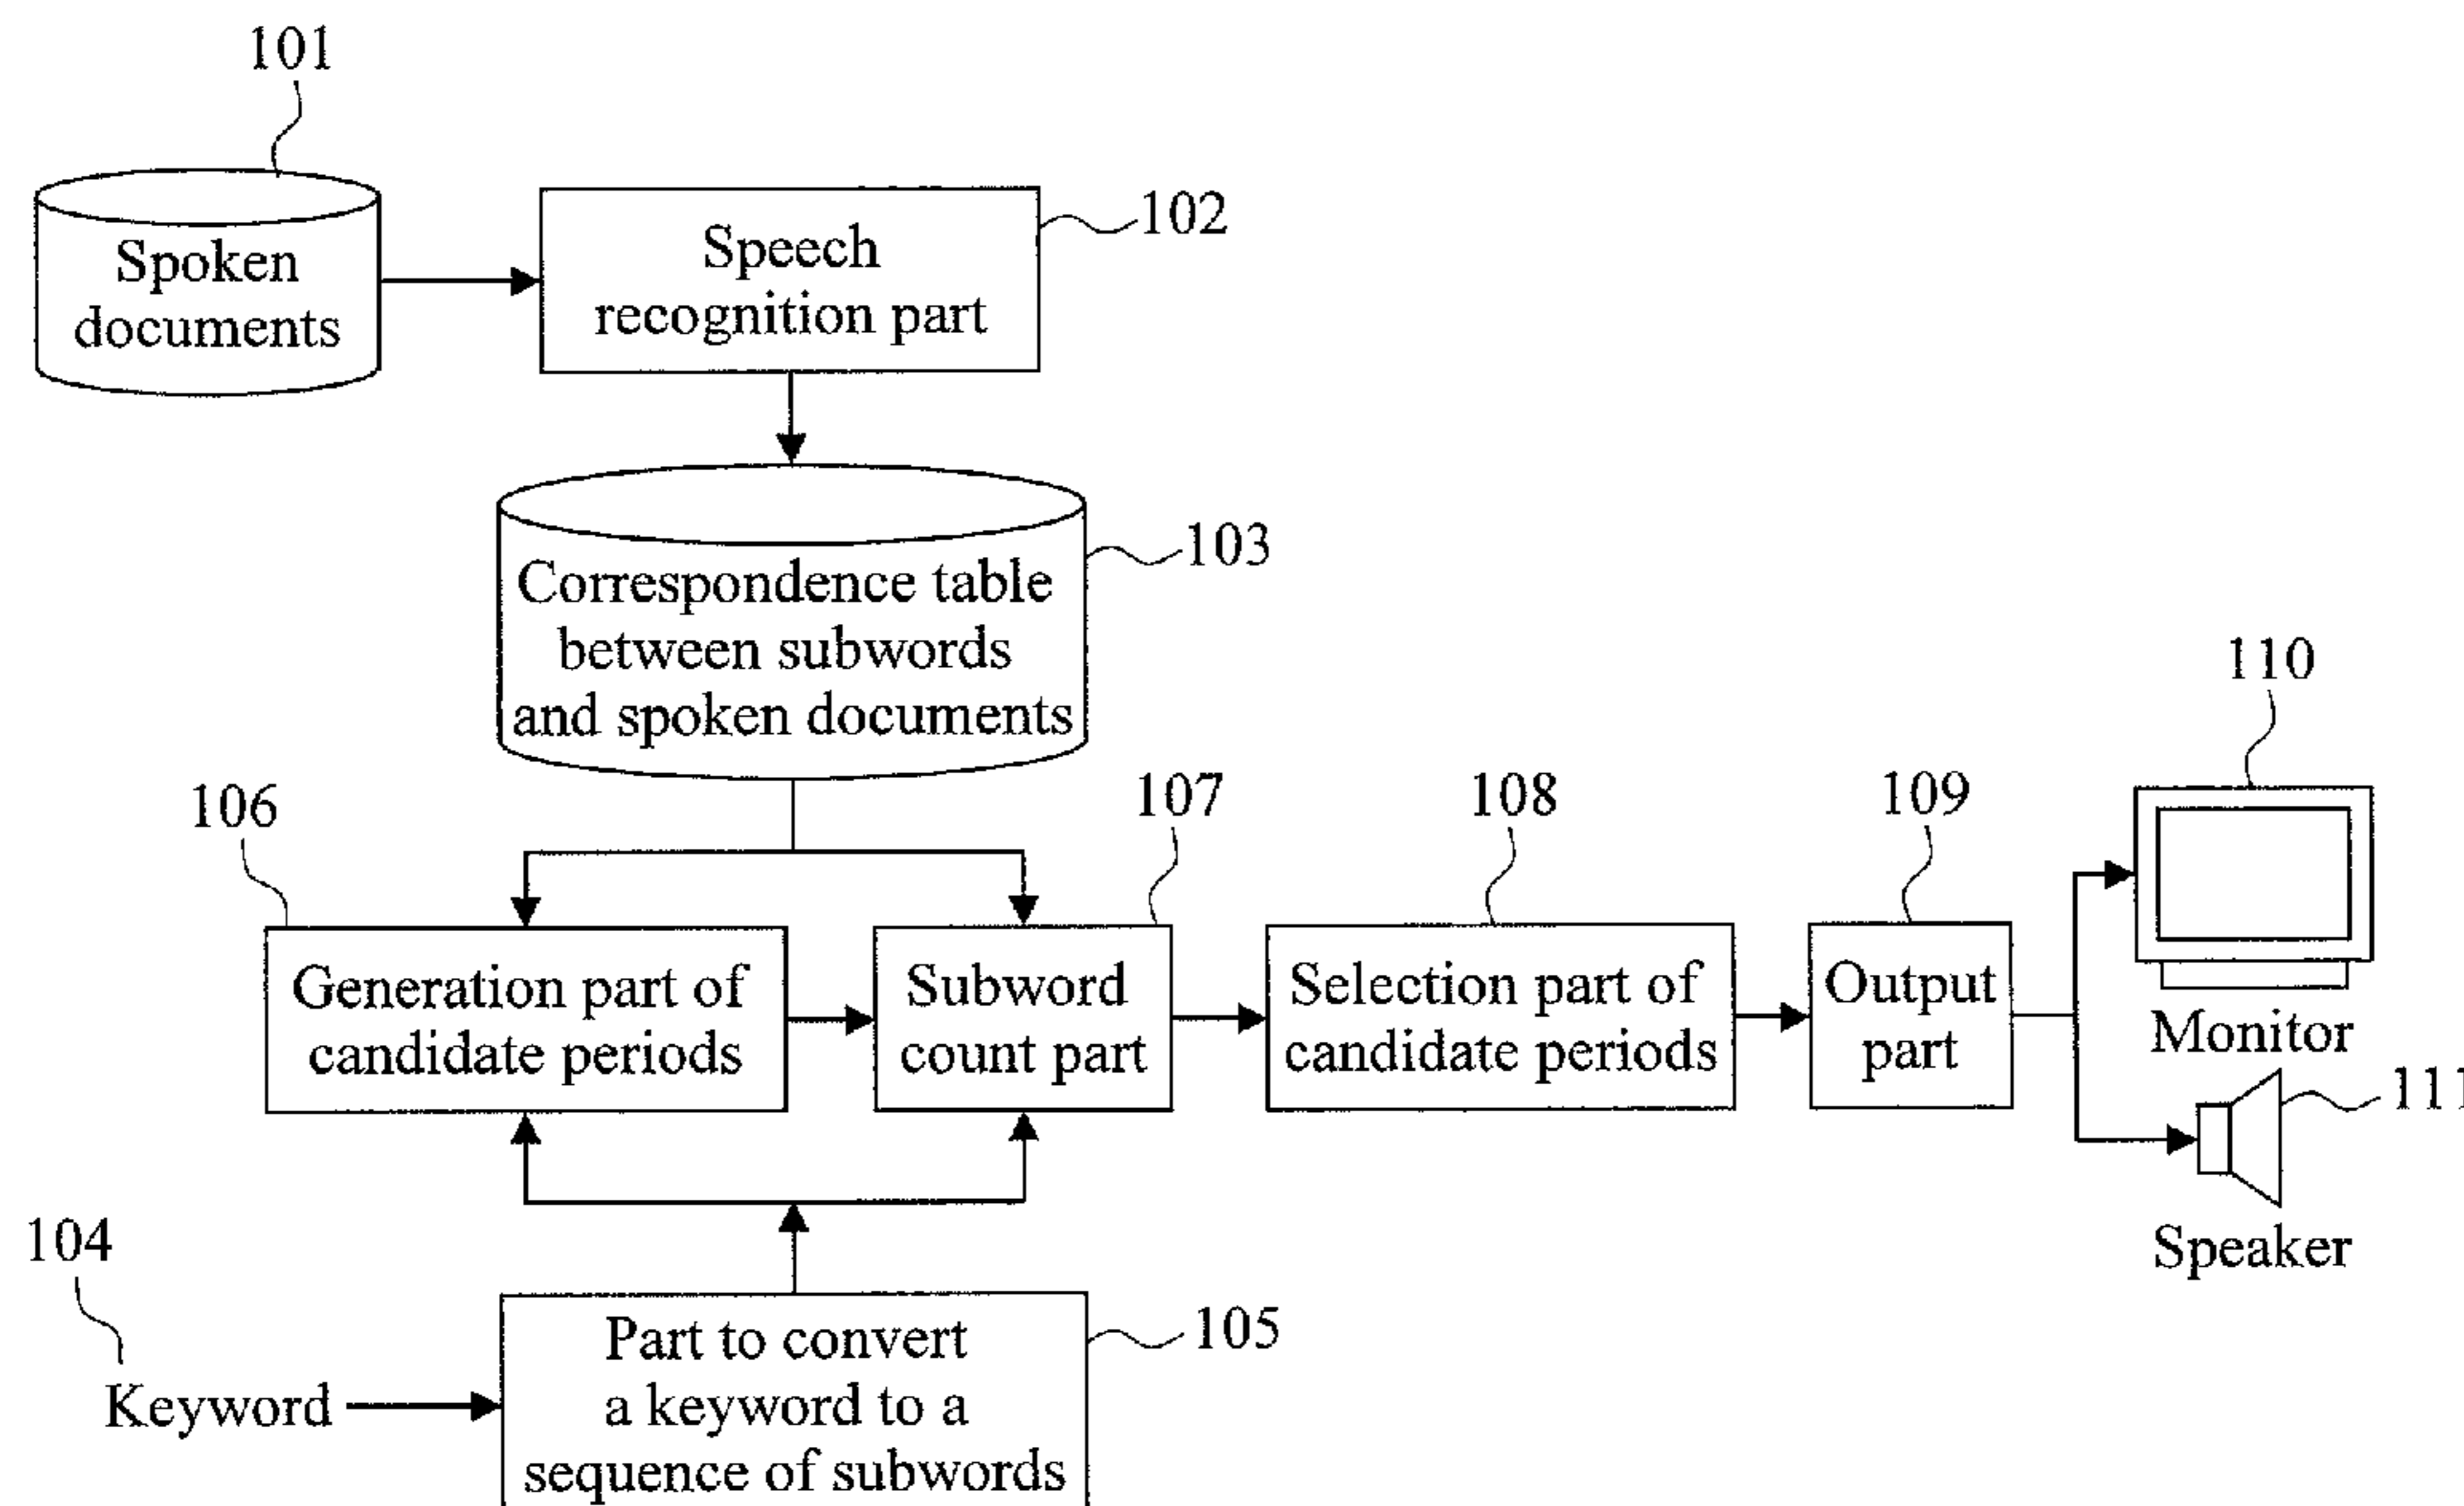 101
Spoken
documents
Speech
recognition part
102
Correspondence table
between subwords
and spoken documents
103
106
107
108
109
110
Generation part of
candidate periods
Subword
count part
Selection part of
candidate periods
Output
part
Monitor
111
Speaker
104
Keyword
Part to convert
a keyword to a
sequence of subwords
105